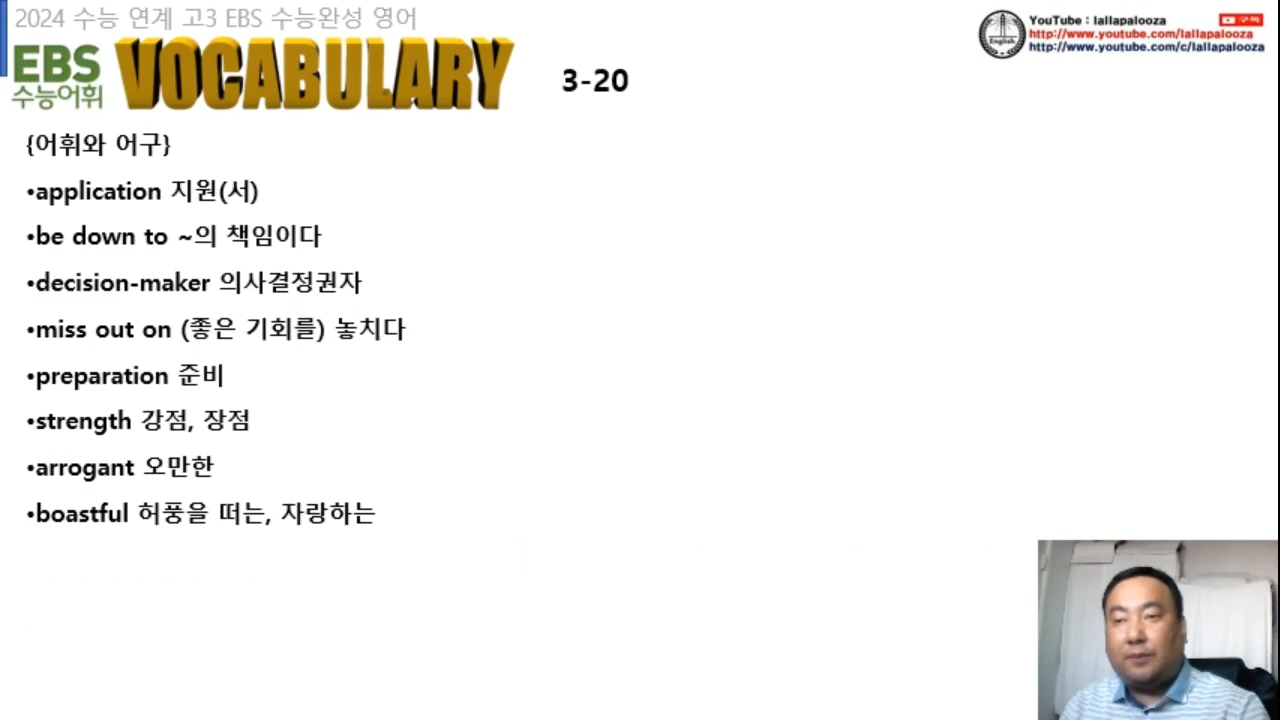 2024 수능 연계 고3 EBS 수능완성 영어
EBS
수능어휘
VOCABULARY
3-20
YouTube : lallapalooza
구독
http://www.youtube.com/lallapalooza
http://www.youtube.com/c/lallapalooza
English
{어휘와 어구}
•application 지원(서)
•be down to ~의 책임이다
•decision-maker 의사결정권자
•miss out on (좋은 기회를) 놓치다
•preparation 준비
•strength 강점, 장점
•arrogant 오만한
•boastful 허풍을 떠는, 자랑하는